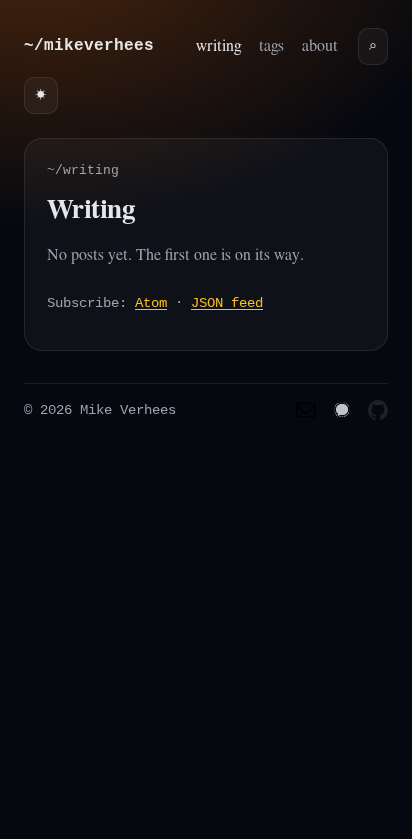 ~/mikeverhees writing tags about
~/writing
Writing
No posts yet. The first one is on its way.
Subscribe: Atom · JSON feed
© 2026 Mike Verhees